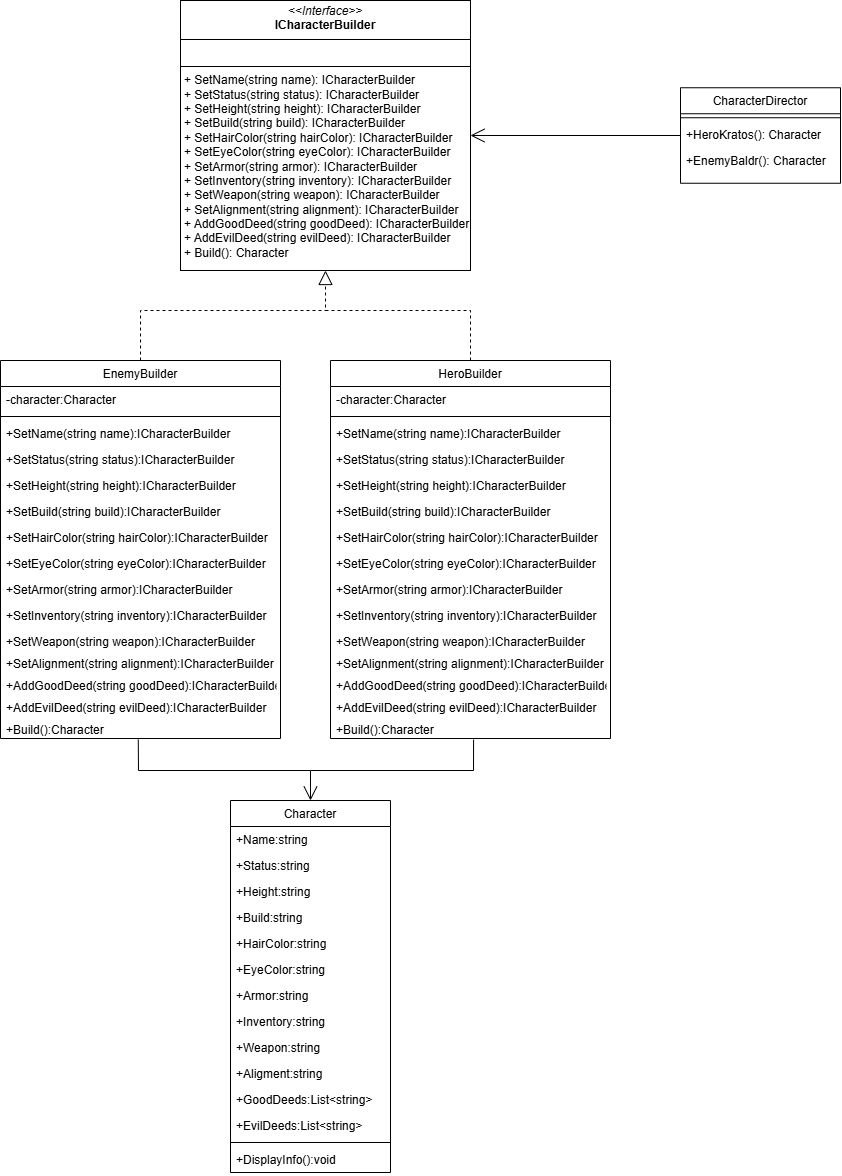 <<Interface>>
ICharacterBuilder
+ SetName(string name): ICharacterBuilder
+ SetStatus(string status): ICharacterBuilder
+ SetHeight(string height): ICharacterBuilder
+ SetBuild(string build): ICharacterBuilder
+ SetHairColor(string hairColor): ICharacterBuilder
+ SetEyeColor(string eyeColor): ICharacterBuilder
+ SetArmor(string armor): ICharacterBuilder
+ SetInventory(string inventory): ICharacterBuilder
+ SetWeapon(string weapon): ICharacterBuilder
+ SetAlignment(string alignment): ICharacterBuilder
+ AddGoodDeed(string goodDeed): ICharacterBuilder
+ AddEvilDeed(string evilDeed): ICharacterBuilder
+ Build(): Character
CharacterDirector
+HeroKratos(): Character
+EnemyBaldr(): Character
EnemyBuilder
-character:Character
+SetName(string name):ICharacterBuilder
+SetStatus(string status):ICharacterBuilder
+SetHeight(string height):ICharacterBuilder
+SetBuild(string build):ICharacterBuilder
+SetHairColor(string hairColor):ICharacterBuilder
+SetEyeColor(string eyeColor):ICharacterBuilder
+SetArmor(string armor):ICharacterBuilder
+SetInventory(string inventory):ICharacterBuilder
+SetWeapon(string weapon):ICharacterBuilder
+SetAlignment(string alignment):ICharacterBuilder
+AddGoodDeed(string goodDeed):ICharacterBuild
+AddEvilDeed(string evilDeed):ICharacterBuilder
+Build():Character
HeroBuilder
-character:Character
+SetName(string name):ICharacterBuilder
+SetStatus(string status):ICharacterBuilder
+SetHeight(string height):ICharacterBuilder
+SetBuild(string build):ICharacterBuilder
+SetHairColor(string hairColor):ICharacterBuilder
+SetEyeColor(string eyeColor):ICharacterBuilder
+SetArmor(string armor):ICharacterBuilder
+SetInventory(string inventory):ICharacterBuilder
+SetWeapon(string weapon):ICharacterBuilder
+SetAlignment(string alignment):ICharacterBuilder
+AddGoodDeed(string goodDeed):ICharacterBuild
+AddEvilDeed(string evilDeed):ICharacterBuilder
+Build():Character
Character
+Name:string
+Status:string
+Height:string
+Build:string
+HairColor:string
+EyeColor:string
+Armor:string
+Inventory:string
+Weapon:string
+Aligment:string
+GoodDeeds:List<string>
+EvilDeeds:List<string>
+DisplayInfo():void